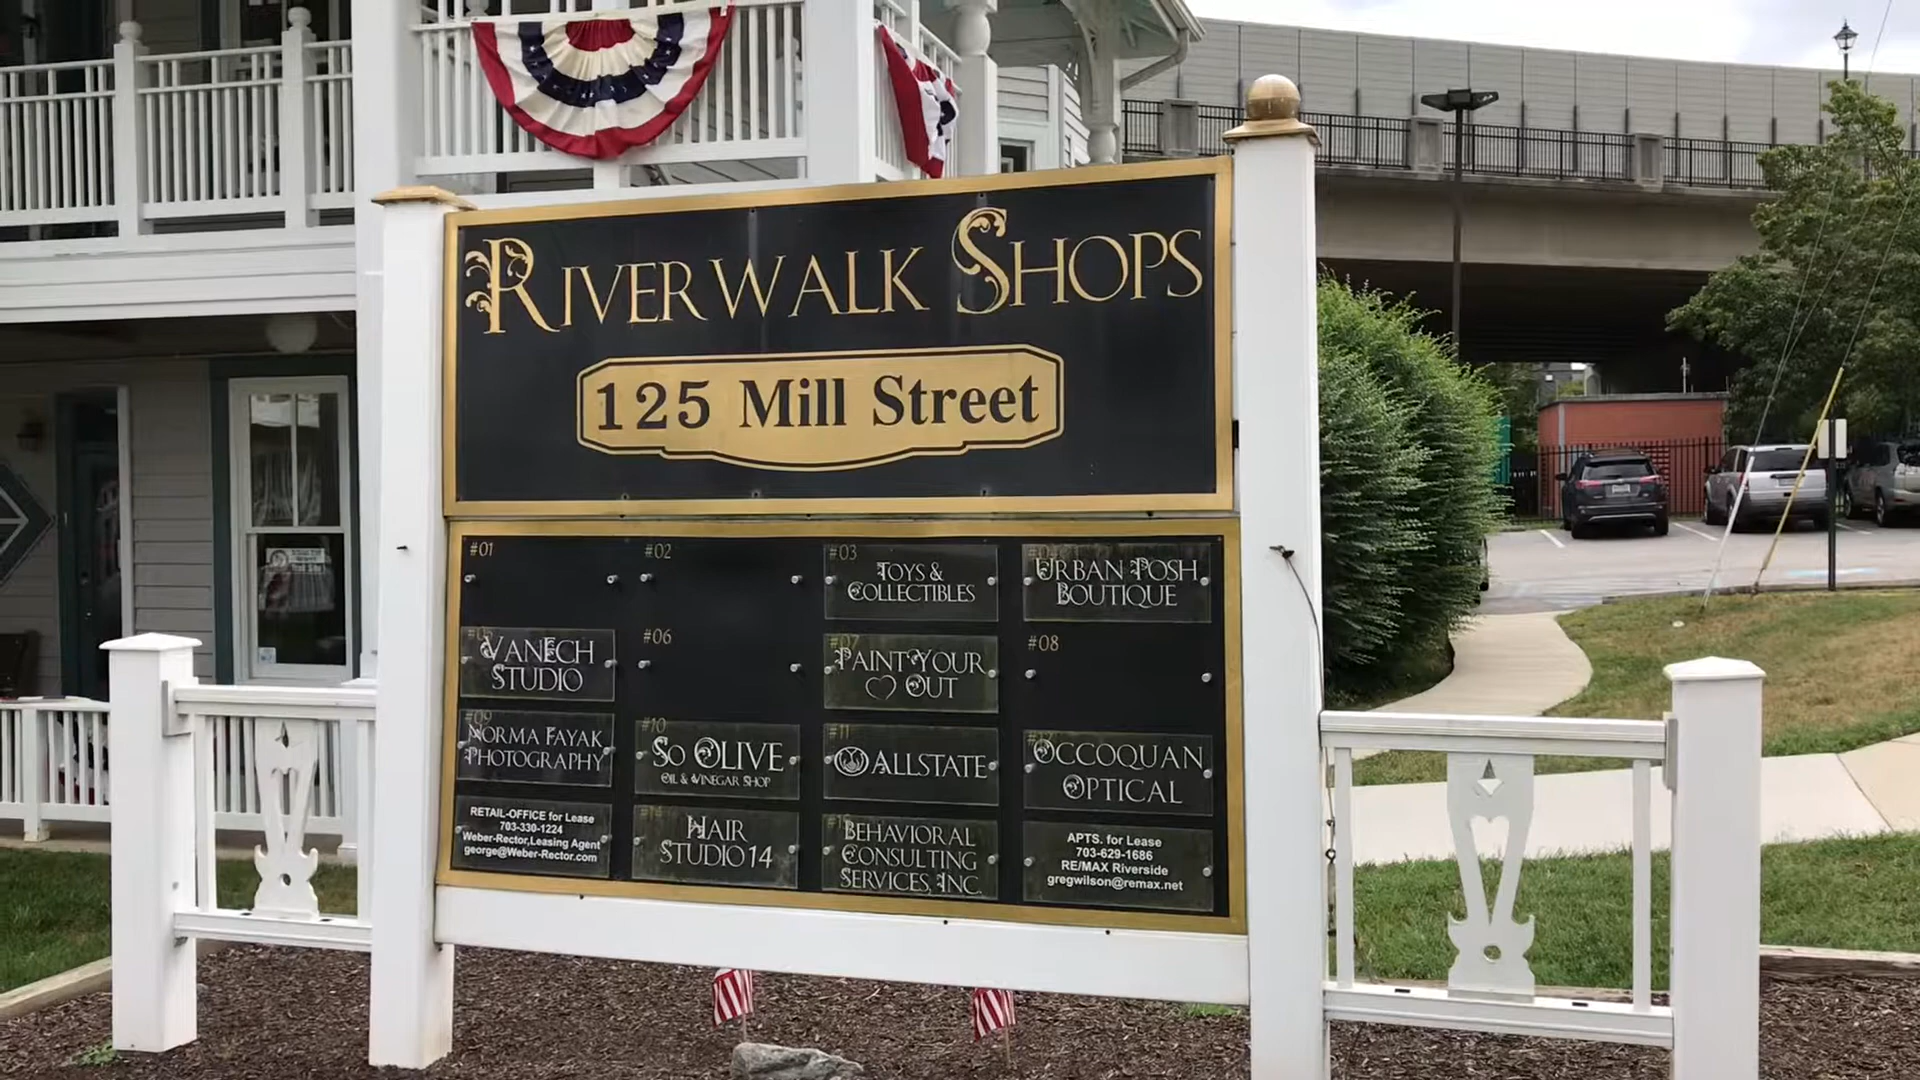 RIVERWALK SHOPS
125 Mill Street
#01
#02
#03
TOYS &
COLLECTIBLES
URBAN POSH
BOUTIQUE
VANECH
STUDIO
#06
#07
PAINT YOUR
♡ OUT
#08
#09
NORMA FAYAK
PHOTOGRAPHY
#10
SO OLIVE
OIL & VINEGAR SHOP
#11
ALLSTATE
OCCOQUAN
OPTICAL
RETAIL-OFFICE for Lease
703-330-1224
Weber-Rector,Leasing Agent
george@Weber-Rector.com
HAIR
STUDIO 14
BEHAVIORAL
CONSULTING
SERVICES, INC.
APTS. for Lease
703-629-1686
RE/MAX Riverside
gregwilson@remax.net